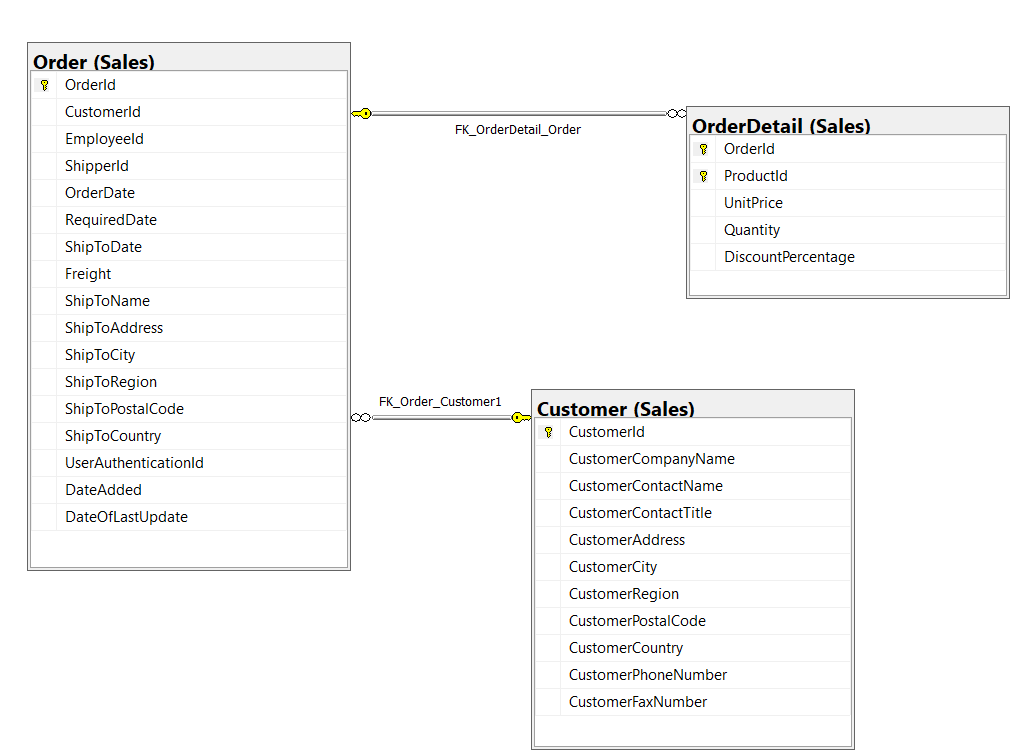 Order (Sales)
OrderId
CustomerId
EmployeeId
ShipperId
OrderDate
RequiredDate
ShipToDate
Freight
ShipToName
ShipToAddress
ShipToCity
ShipToRegion
ShipToPostalCode
ShipToCountry
UserAuthenticationId
DateAdded
DateOfLastUpdate
FK_OrderDetail_Order
OrderDetail (Sales)
OrderId
ProductId
UnitPrice
Quantity
DiscountPercentage
FK_Order_Customer1
Customer (Sales)
CustomerId
CustomerCompanyName
CustomerContactName
CustomerContactTitle
CustomerAddress
CustomerCity
CustomerRegion
CustomerPostalCode
CustomerCountry
CustomerPhoneNumber
CustomerFaxNumber